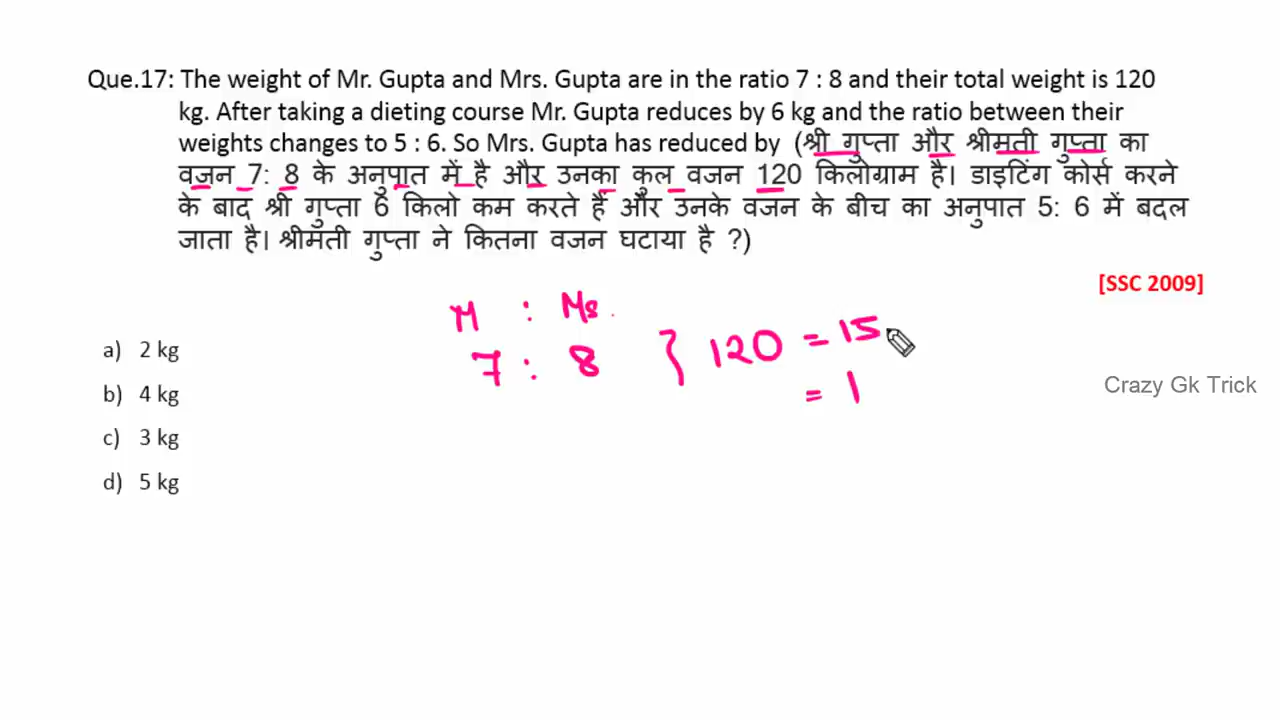 Que.17: The weight of Mr. Gupta and Mrs. Gupta are in the ratio 7 : 8 and their total weight is 120
kg. After taking a dieting course Mr. Gupta reduces by 6 kg and the ratio between their
weights changes to 5 : 6. So Mrs. Gupta has reduced by (श्री गुप्ता और श्रीमती गुप्ता का
वजन 7: 8 के अनुपात में है और उनका कुल वजन 120 किलोग्राम है। डाइटिंग कोर्स करने
के बाद श्री गुप्ता 6 किलो कम करते हैं और उनके वजन के बीच का अनुपात 5: 6 में बदल
जाता है। श्रीमती गुप्ता ने कितना वजन घटाया है ?)
[SSC 2009]
M : Ms.
7 : 8 } 120 = 15
= 1
a) 2 kg
b) 4 kg
c) 3 kg
d) 5 kg
Crazy Gk Trick